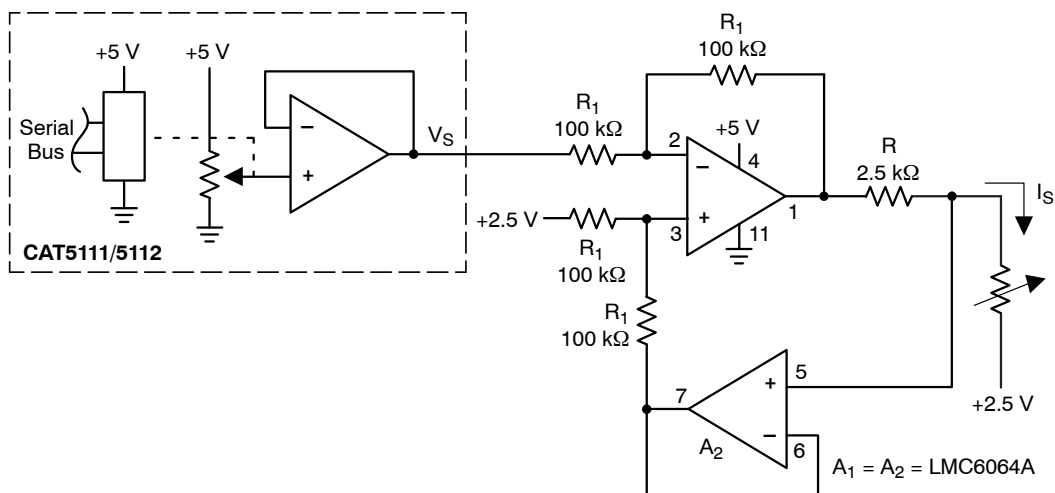 +5 V
+5 V
Serial
Bus
CAT5111/5112
−
+
VS
R1
100 kΩ
R1
100 kΩ
+5 V
2
4
−
+
3
11
1
+2.5 V
R1
100 kΩ
R1
100 kΩ
R
2.5 kΩ
IS
+2.5 V
7
+
−
5
6
A2
A1 = A2 = LMC6064A